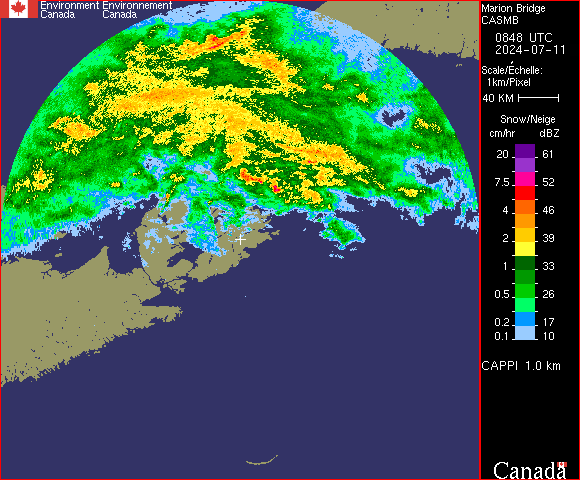 Environment Environnement
Canada Canada
Marion Bridge
CASMB
0848 UTC
2024-07-11
Scale/Echelle:
1km/Pixel
40 KM
Snow/Neige
cm/hr dBZ
20 61
7.5 52
4 46
2 39
1 33
0.5 26
0.2 17
0.1 10
CAPPI 1.0 km
Canada